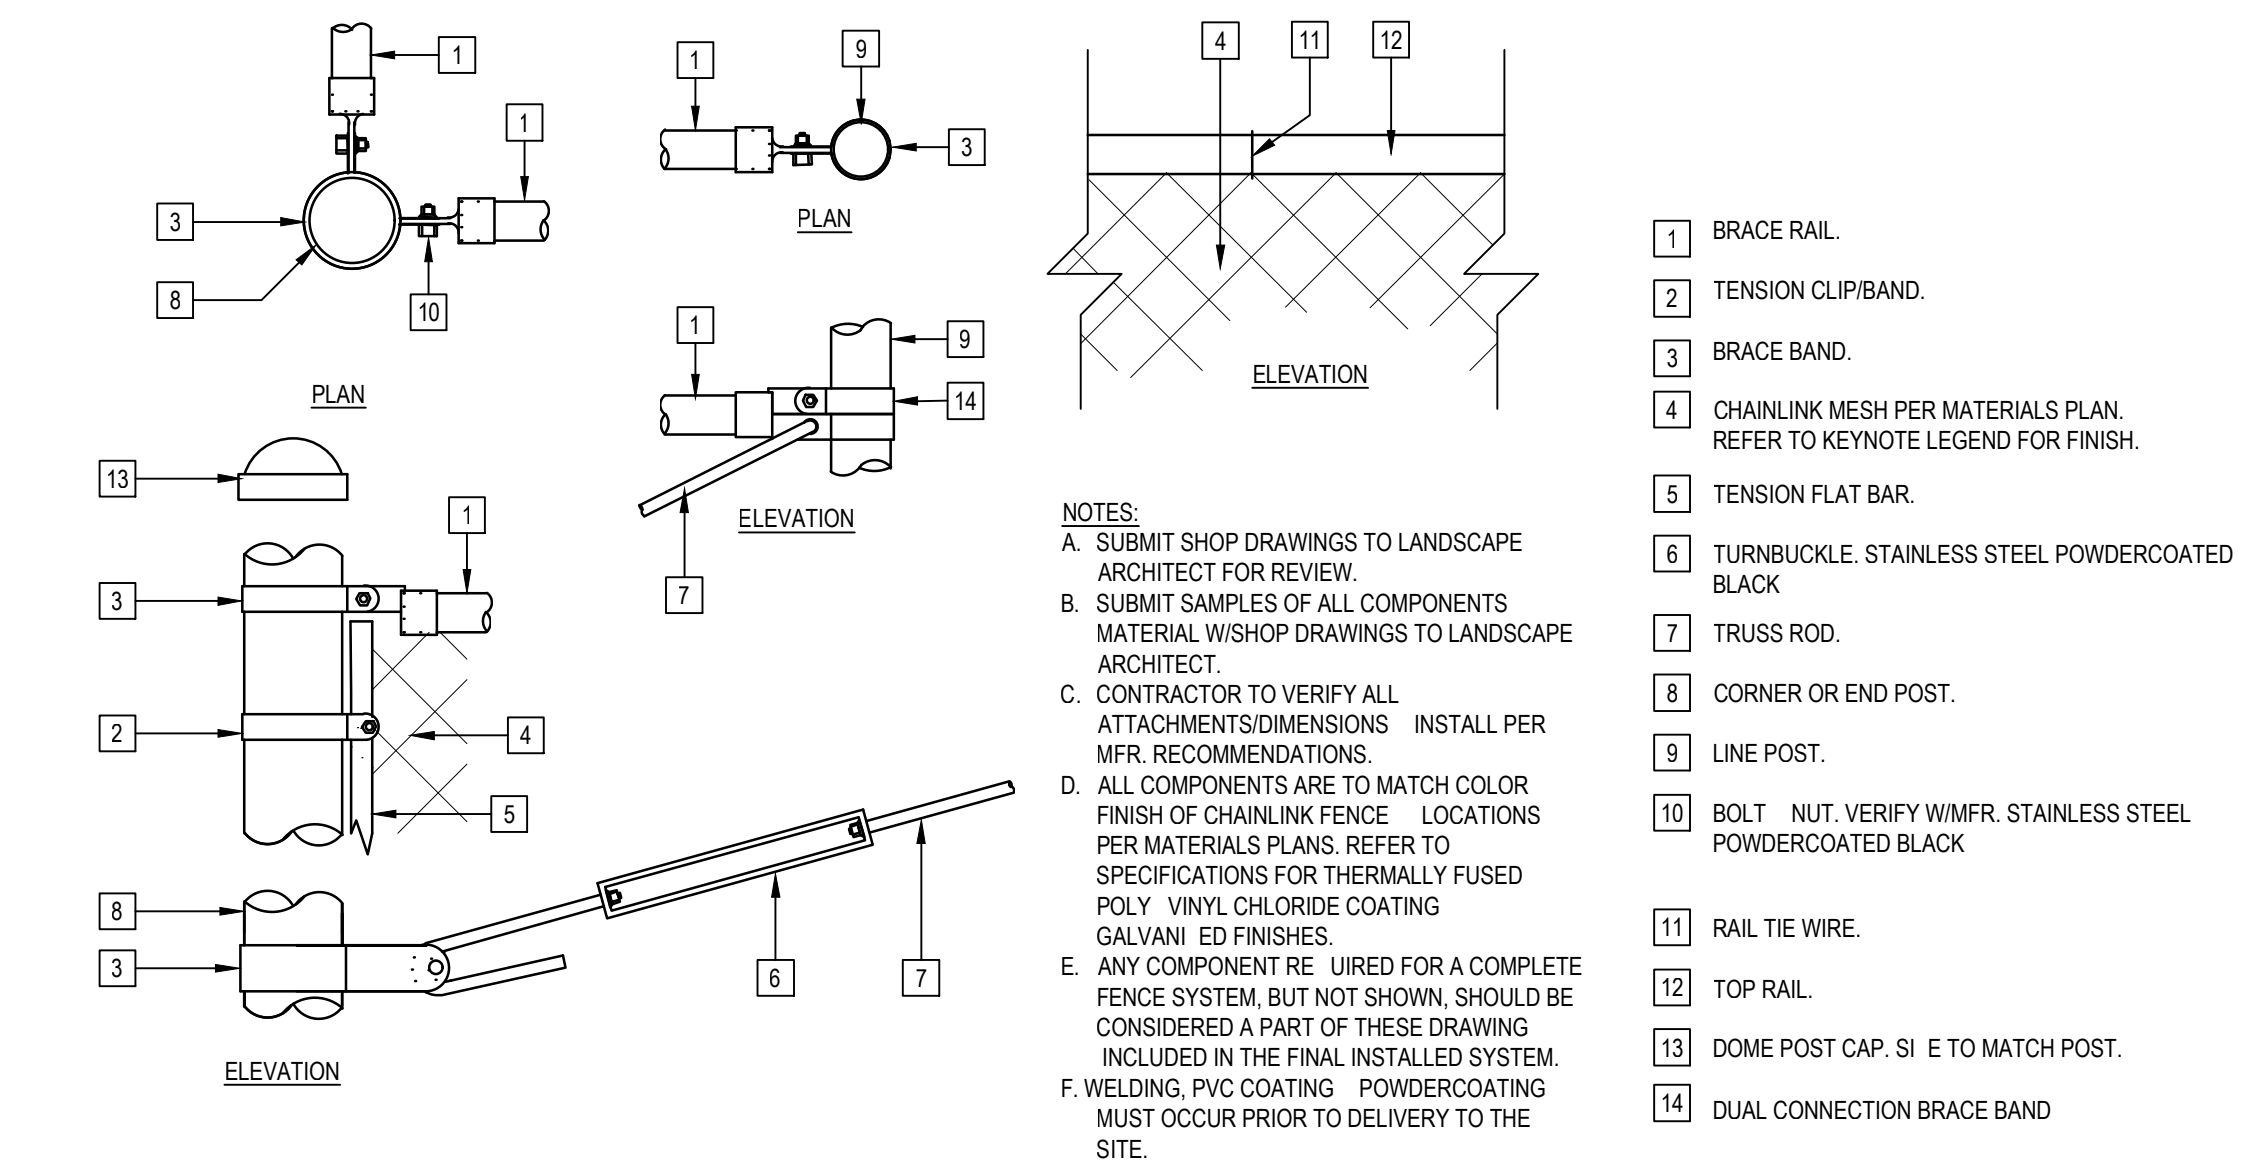 1
1
3
8
10
PLAN
1
9
3
PLAN
4
11
12
ELEVATION
1
9
14
7
ELEVATION
13
1
3
2
4
5
8
3
6
7
ELEVATION
NOTES:
A. SUBMIT SHOP DRAWINGS TO LANDSCAPE
ARCHITECT FOR REVIEW.
B. SUBMIT SAMPLES OF ALL COMPONENTS
MATERIAL W/SHOP DRAWINGS TO LANDSCAPE
ARCHITECT.
C. CONTRACTOR TO VERIFY ALL
ATTACHMENTS/DIMENSIONS INSTALL PER
MFR. RECOMMENDATIONS.
D. ALL COMPONENTS ARE TO MATCH COLOR
FINISH OF CHAINLINK FENCE LOCATIONS
PER MATERIALS PLANS. REFER TO
SPECIFICATIONS FOR THERMALLY FUSED
POLY VINYL CHLORIDE COATING
GALVANI ED FINISHES.
E. ANY COMPONENT RE UIRED FOR A COMPLETE
FENCE SYSTEM, BUT NOT SHOWN, SHOULD BE
CONSIDERED A PART OF THESE DRAWING
INCLUDED IN THE FINAL INSTALLED SYSTEM.
F. WELDING, PVC COATING POWDERCOATING
MUST OCCUR PRIOR TO DELIVERY TO THE
SITE.
1 BRACE RAIL.
2 TENSION CLIP/BAND.
3 BRACE BAND.
4 CHAINLINK MESH PER MATERIALS PLAN.
REFER TO KEYNOTE LEGEND FOR FINISH.
5 TENSION FLAT BAR.
6 TURNBUCKLE. STAINLESS STEEL POWDERCOATED
BLACK
7 TRUSS ROD.
8 CORNER OR END POST.
9 LINE POST.
10 BOLT NUT. VERIFY W/MFR. STAINLESS STEEL
POWDERCOATED BLACK
11 RAIL TIE WIRE.
12 TOP RAIL.
13 DOME POST CAP. SI E TO MATCH POST.
14 DUAL CONNECTION BRACE BAND